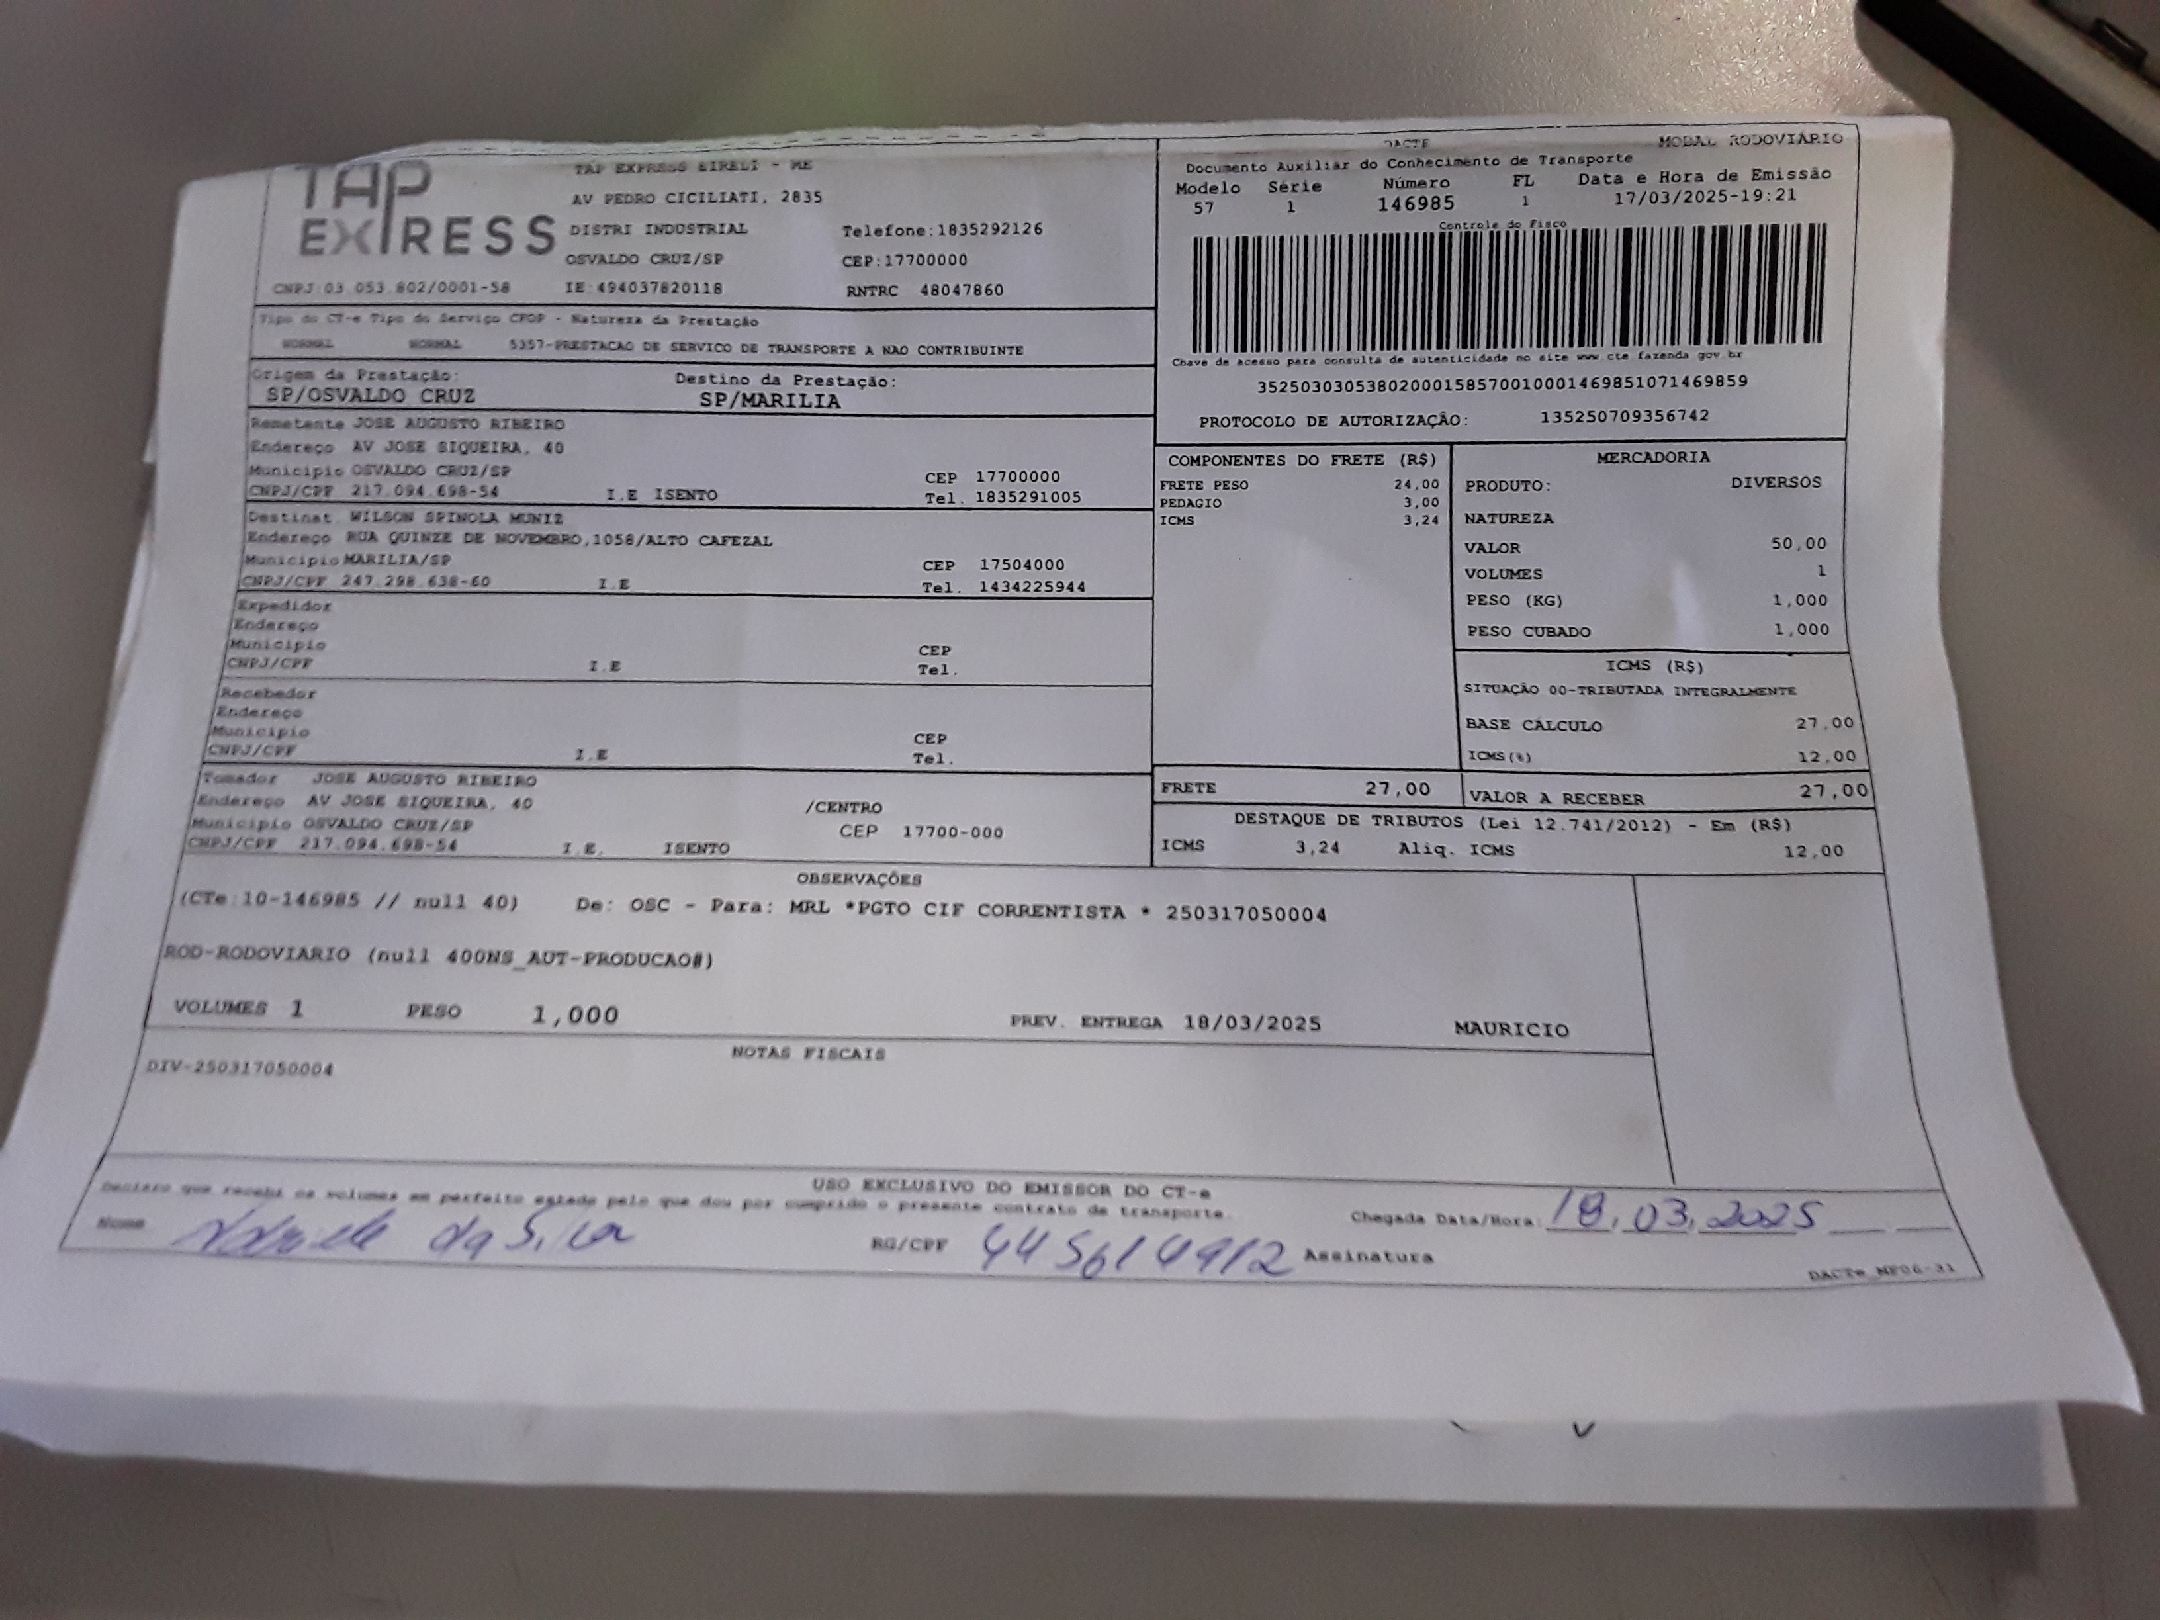 TAP EXPRESS
TAP EXPRESS EIRELI - ME
AV PEDRO CICILIATI, 2835
DISTRI INDUSTRIAL Telefone:1835292126
OSVALDO CRUZ/SP CEP:17700000
CNPJ:03.053.802/0001-58 IE:494037820118 RNTRC 48047860
DACTE MODAL RODOVIÁRIO
Documento Auxiliar do Conhecimento de Transporte
Modelo Série Número FL Data e Hora de Emissão
57 1 146985 1 17/03/2025-19:21
Controle do Fisco
Chave de acesso para consulta de autenticidade no site www.cte.fazenda.gov.br
35250303053802000158570010001469851071469859
PROTOCOLO DE AUTORIZAÇÃO: 135250709356742
Tipo do CT-e Tipo do Serviço CFOP - Natureza da Prestação
NORMAL NORMAL 5357-PRESTACAO DE SERVICO DE TRANSPORTE A NAO CONTRIBUINTE
Origem da Prestação: Destino da Prestação:
SP/OSVALDO CRUZ SP/MARILIA
Remetente JOSE AUGUSTO RIBEIRO
Endereço AV JOSE SIQUEIRA, 40
Município OSVALDO CRUZ/SP CEP 17700000
CNPJ/CPF 217.094.698-54 I.E ISENTO Tel. 1835291005
Destinat. WILSON SPINOLA MUNIZ
Endereço RUA QUINZE DE NOVEMBRO,1058/ALTO CAFEZAL
Município MARILIA/SP CEP 17504000
CNPJ/CPF 247.298.638-60 I.E Tel. 1434225944
Expedidor
Endereço
Município CEP
CNPJ/CPF I.E Tel.
Recebedor
Endereço
Município CEP
CNPJ/CPF I.E Tel.
Tomador JOSE AUGUSTO RIBEIRO
Endereço AV JOSE SIQUEIRA, 40 /CENTRO
Município OSVALDO CRUZ/SP CEP 17700-000
CNPJ/CPF 217.094.698-54 I.E. ISENTO
COMPONENTES DO FRETE (R$)
FRETE PESO 24,00
PEDAGIO 3,00
ICMS 3,24
MERCADORIA
PRODUTO: DIVERSOS
NATUREZA
VALOR 50,00
VOLUMES 1
PESO (KG) 1,000
PESO CUBADO 1,000
ICMS (R$)
SITUAÇÃO 00-TRIBUTADA INTEGRALMENTE
BASE CÁLCULO 27,00
ICMS(%) 12,00
FRETE 27,00 VALOR A RECEBER 27,00
DESTAQUE DE TRIBUTOS (Lei 12.741/2012) - Em (R$)
ICMS 3,24 Aliq. ICMS 12,00
OBSERVAÇÕES
(CTe:10-146985 // null 40) De: OSC - Para: MRL *PGTO CIF CORRENTISTA * 250317050004
ROD-RODOVIARIO (null 400NS_AUT-PRODUCAO#)
VOLUMES 1 PESO 1,000 PREV. ENTREGA 18/03/2025 MAURICIO
NOTAS FISCAIS
DIV-250317050004
USO EXCLUSIVO DO EMISSOR DO CT-e
Declaro que recebi os volumes em perfeito estado pelo que dou por cumprido o presente contrato de transporte.
Chegada Data/Hora: 18.03.2025
Nome da Silva RG/CPF 445614912 Assinatura
DACTe_MF06-31